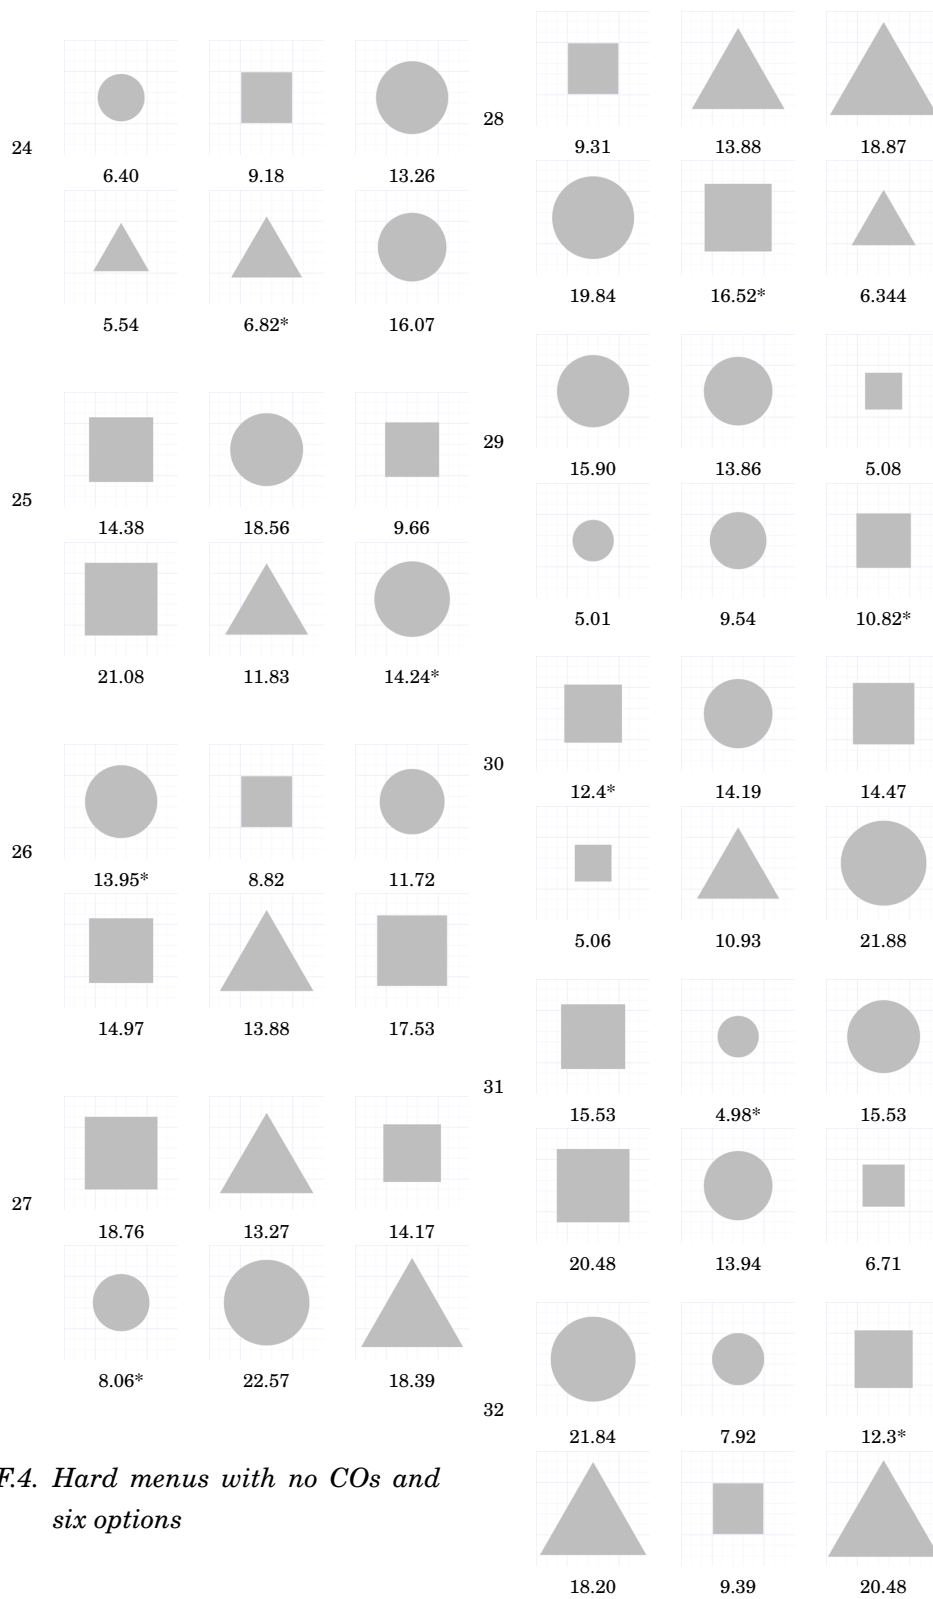 24
6.40 9.18 13.26
5.54 6.82* 16.07
25
14.38 18.56 9.66
21.08 11.83 14.24*
26
13.95* 8.82 11.72
14.97 13.88 17.53
27
18.76 13.27 14.17
8.06* 22.57 18.39
F.4. Hard menus with no COs and
six options
28
9.31 13.88 18.87
19.84 16.52* 6.344
29
15.90 13.86 5.08
5.01 9.54 10.82*
30
12.4* 14.19 14.47
5.06 10.93 21.88
31
15.53 4.98* 15.53
20.48 13.94 6.71
32
21.84 7.92 12.3*
18.20 9.39 20.48